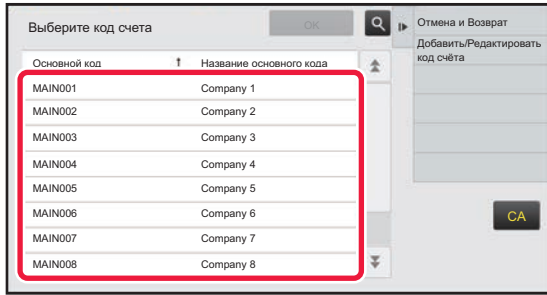 Выберите код счета
OK
Отмена и Возврат
Добавить/Редактировать
код счёта
Основной код ↑ Название основного кода
MAIN001 Company 1
MAIN002 Company 2
MAIN003 Company 3
MAIN004 Company 4
MAIN005 Company 5
MAIN006 Company 6
MAIN007 Company 7
MAIN008 Company 8
CA